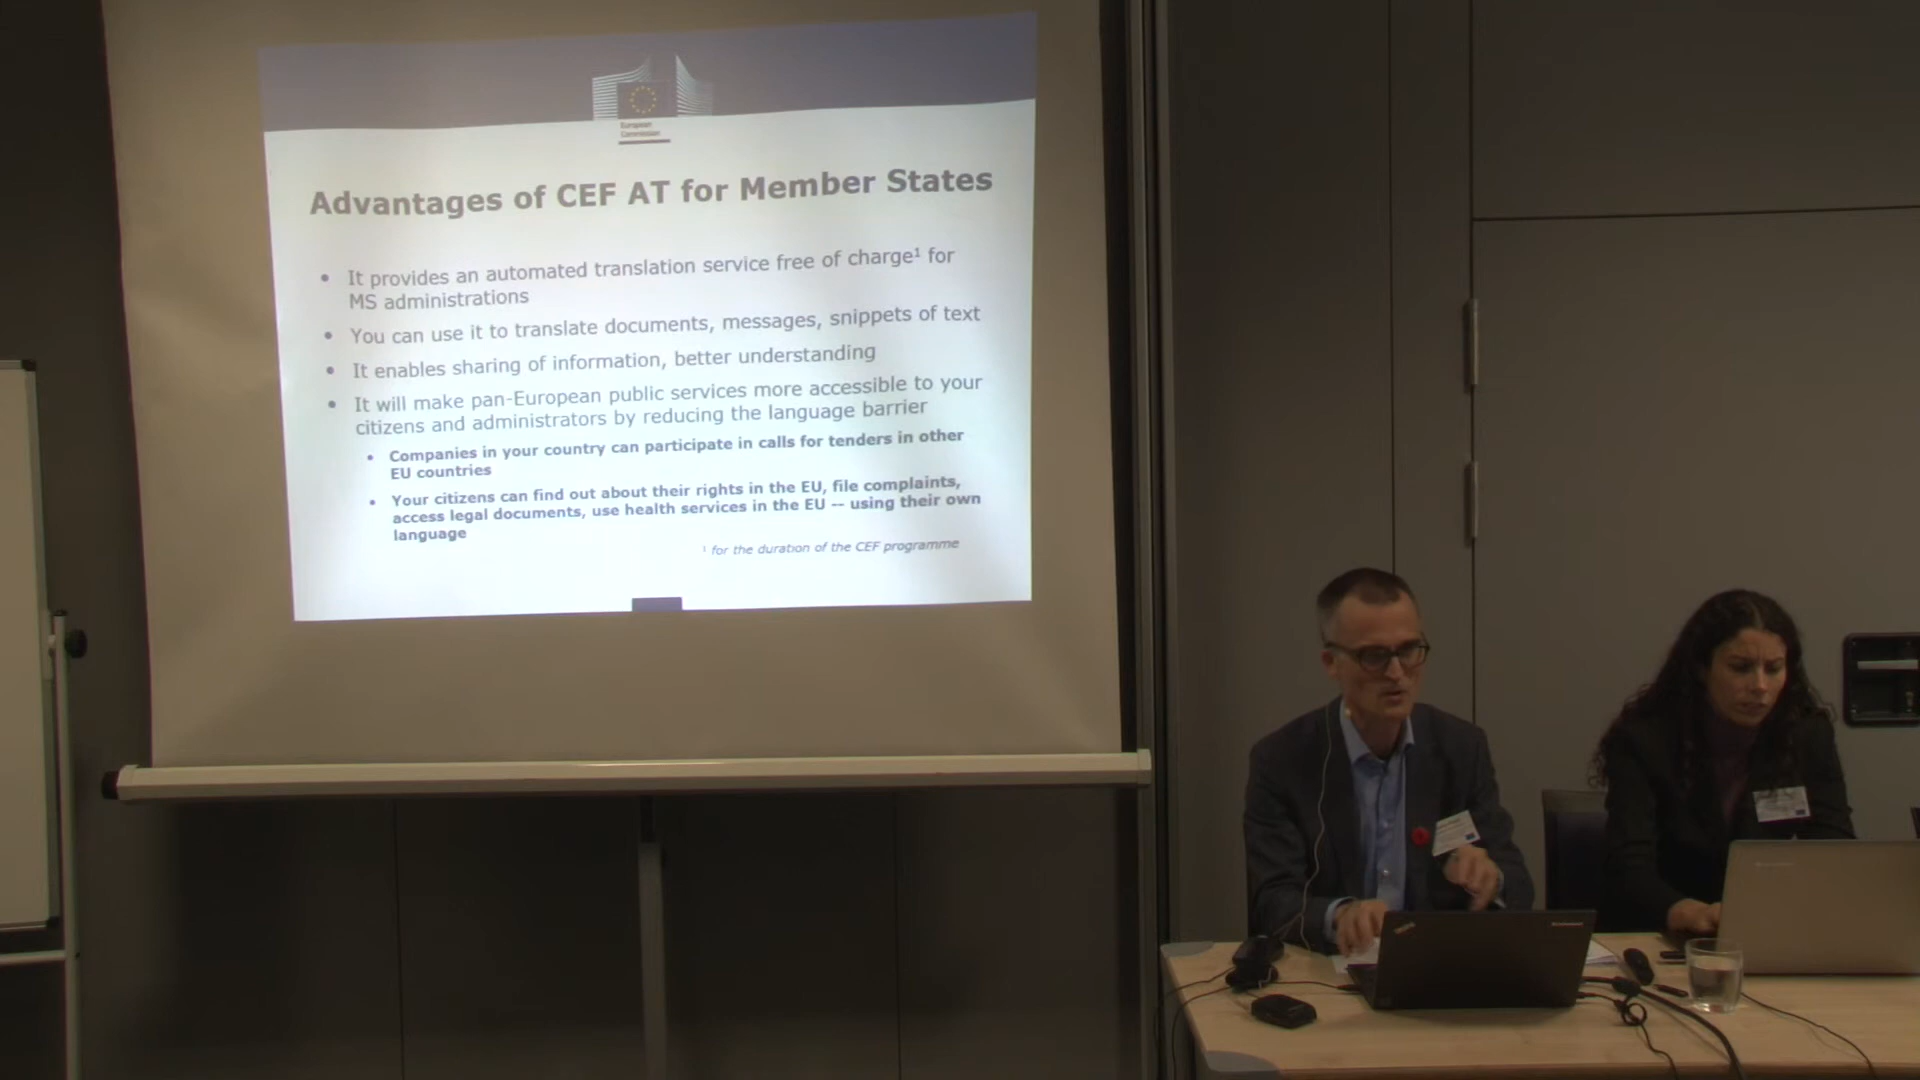 European
Commission
Advantages of CEF AT for Member States
• It provides an automated translation service free of charge¹ for
MS administrations
• You can use it to translate documents, messages, snippets of text
• It enables sharing of information, better understanding
• It will make pan-European public services more accessible to your
citizens and administrators by reducing the language barrier
• Companies in your country can participate in calls for tenders in other
EU countries
• Your citizens can find out about their rights in the EU, file complaints,
access legal documents, use health services in the EU -- using their own
language
¹ for the duration of the CEF programme